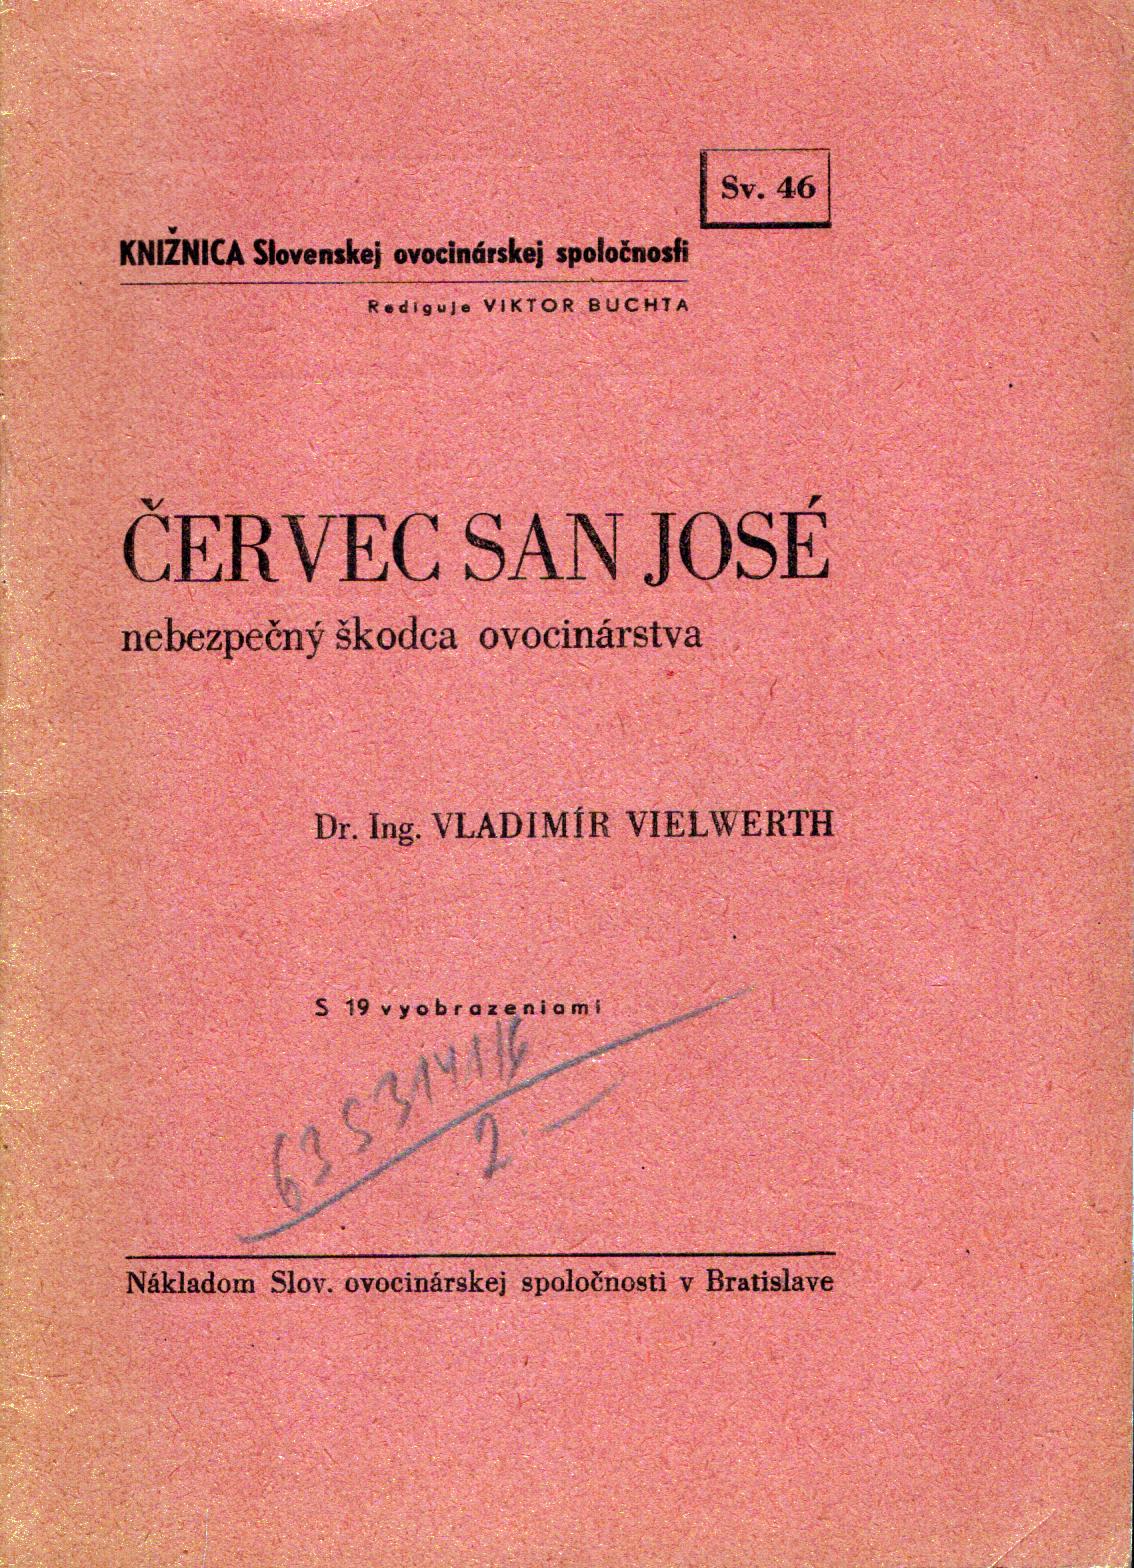 Sv. 46
KNIŽNICA Slovenskej ovocinárskej spoločnosti
Rediguje VIKTOR BUCHTA
ČERVEC SAN JOSÉ
nebezpečný škodca ovocinárstva
Dr. Ing. VLADIMÍR VIELWERTH
S 19 vyobrazeniami
2
Nákladom Slov. ovocinárskej spoločnosti v Bratislave